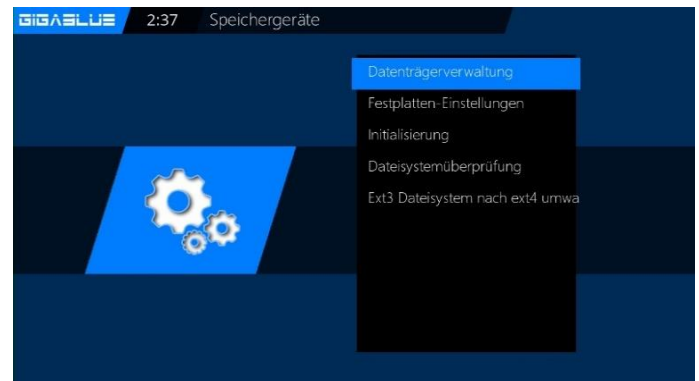 GIGABLUE 2:37 Speichergeräte
Datenträgerverwaltung
Festplatten-Einstellungen
Initialisierung
Dateisystemüberprüfung
Ext3 Dateisystem nach ext4 umwa